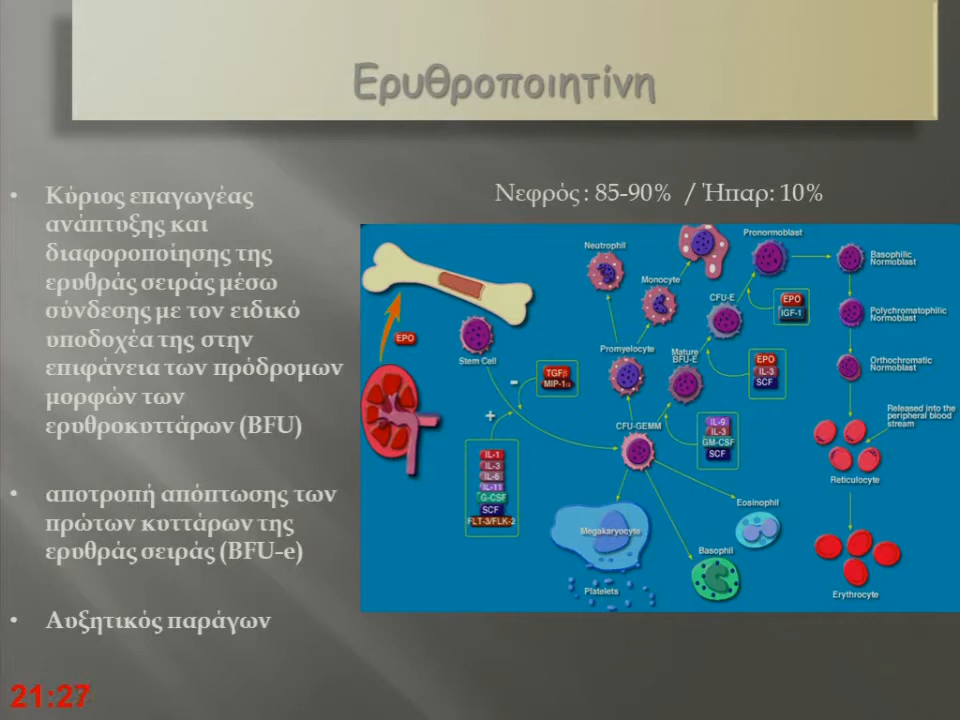 Ερυθροποιητίνη
• Κύριος επαγωγέας
ανάπτυξης και
διαφοροποίησης της
ερυθράς σειράς μέσω
σύνδεσης με τον ειδικό
υποδοχέα της στην
επιφάνεια των πρόδρομων
μορφών των
ερυθροκυττάρων (BFU)
• αποτροπή απόπτωσης των
πρώτων κυττάρων της
ερυθράς σειράς (BFU-e)
• Αυξητικός παράγων
21:27
Νεφρός : 85-90% / Ήπαρ: 10%
EPO
Stem Cell
-
TGFβ
MIP-1α
+
IL-1
IL-3
IL-6
IL-11
G-CSF
SCF
FLT-3/FLK-2
Neutrophil
Monocyte
Promyelocyte
CFU-GEMM
Mature
BFU-E
CFU-E
Pronormoblast
EPO
IGF-1
EPO
IL-3
SCF
IL-9
IL-3
GM-CSF
SCF
Basophilic
Normoblast
Polychromatophilic
Normoblast
Orthochromatic
Normoblast
Released into the
peripheral blood
stream
Reticulocyte
Erythrocyte
Eosinophil
Basophil
Megakaryocyte
Platelets